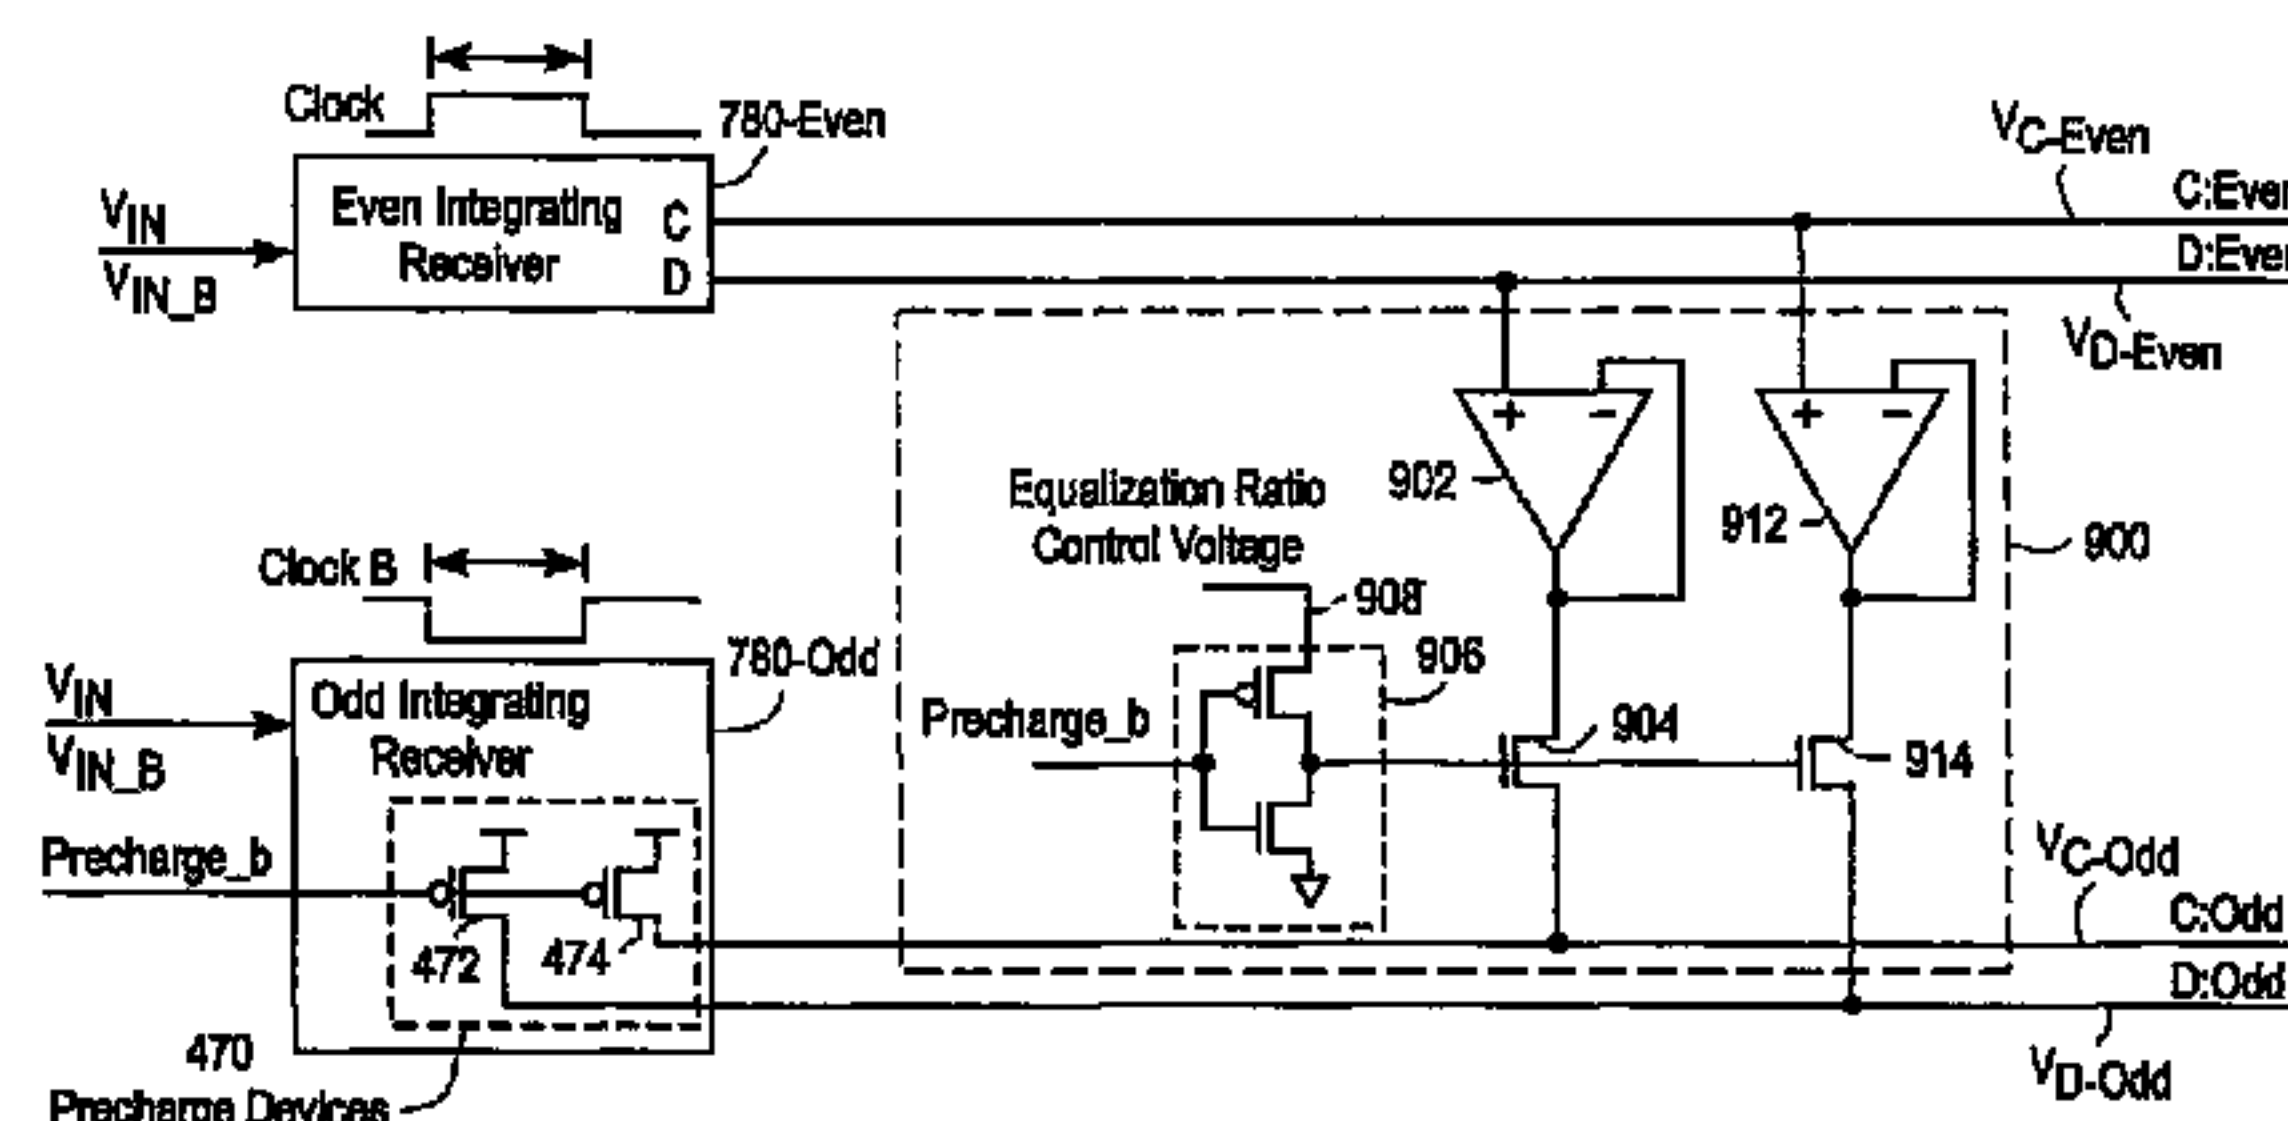 Clock
780-Even
VC-Even
C:Even
VIN
Even Integrating C
Receiver
D
D:Even
VIN_B
VD-Even
+ -
+ -
Equalization Ratio
Control Voltage
902
912
900
Clock B
908
780-Odd
906
VIN
Odd Integrating
Receiver
VIN_B
Precharge_b
904
914
Precharge_b
VC-Odd
472
474
C:Odd
D:Odd
470
Precharge Devices
VD-Odd